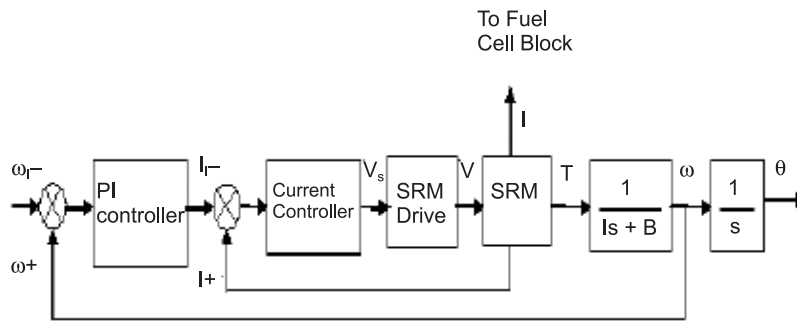 To Fuel
Cell Block
I
ωr−
PI
controller
Ir−
Current
Controller
Vs
SRM
Drive
V
SRM
T
1
Is + B
ω
1
s
θ
ω+
I+